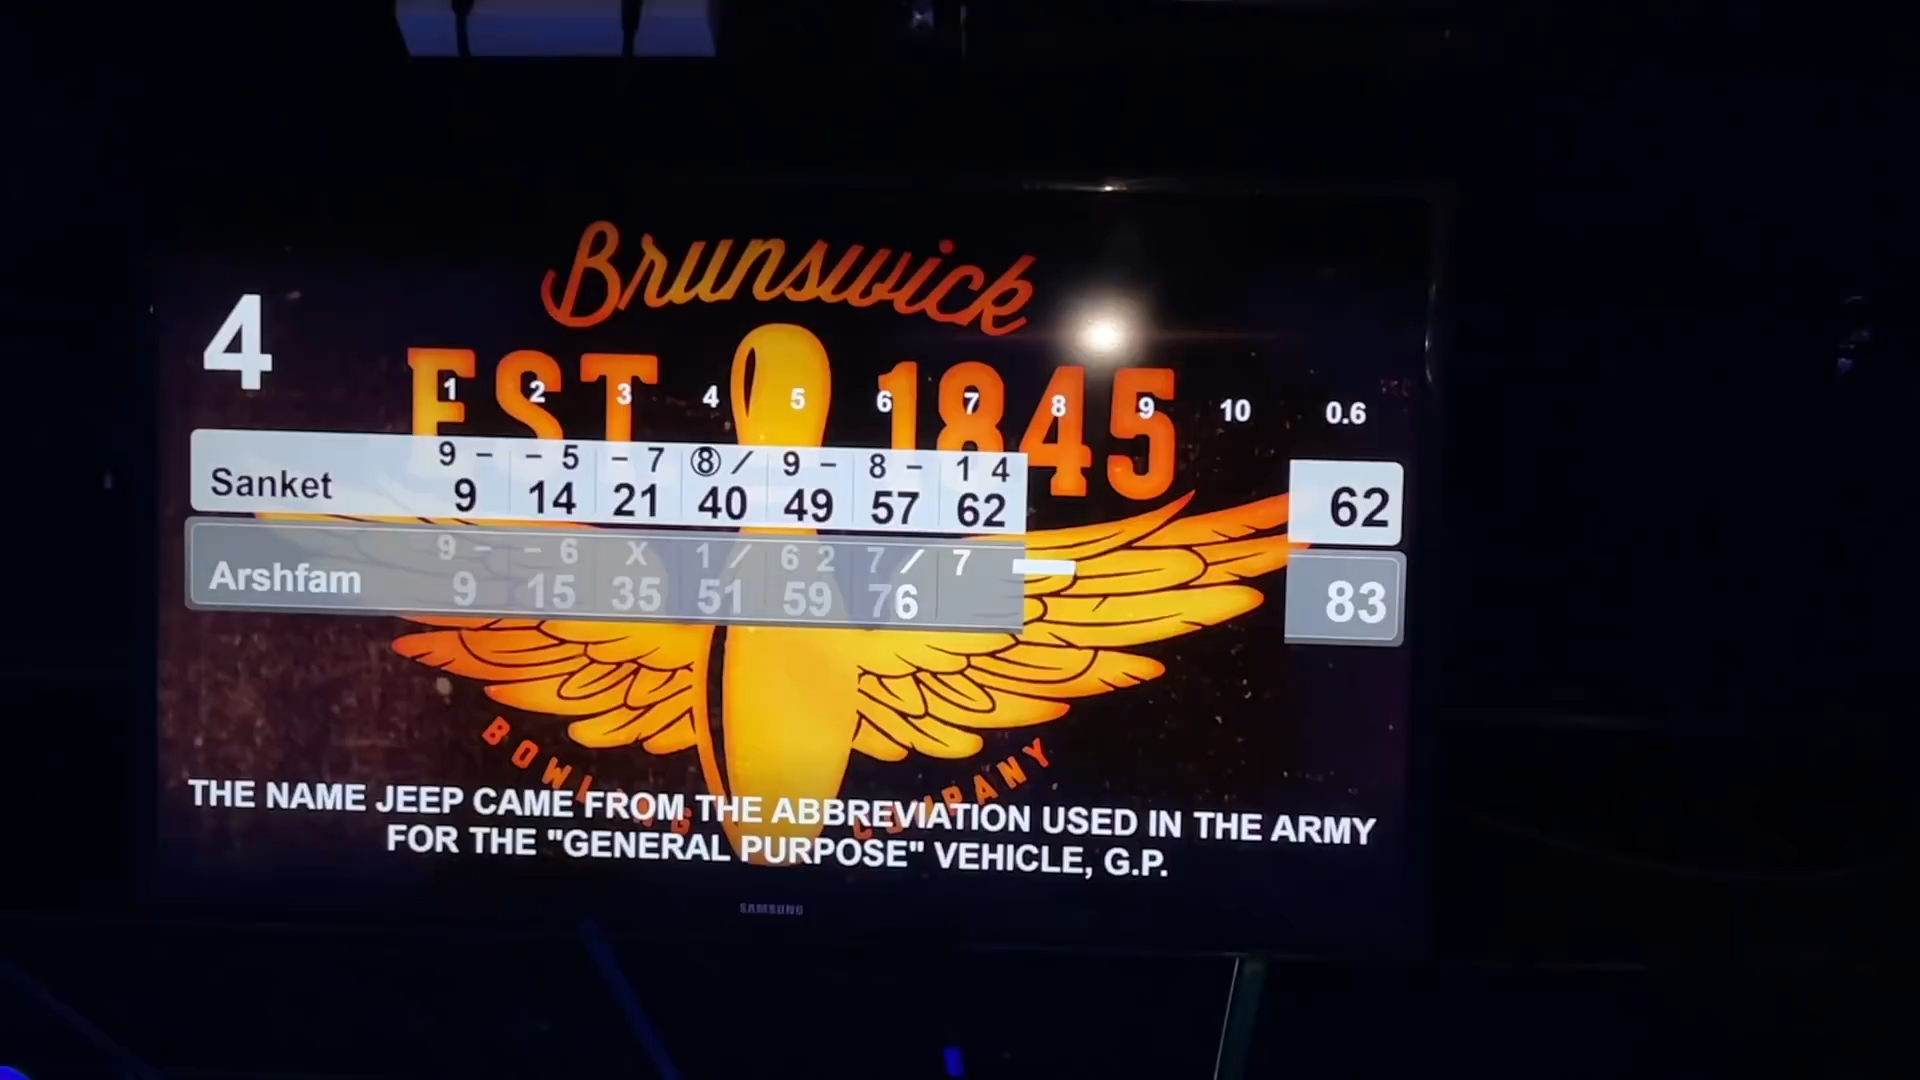 Brunswick
EST 1845
4
1 2 3 4 5 6 7 8 9 10 0.6
9 - - 5 - 7 ⑧ / 9 - 8 - 1 4
Sanket 9 14 21 40 49 57 62 62
9 - - 6 X 1 / 6 2 7 / 7
Arshfam 9 15 35 51 59 76 83
BOWLING COMPANY
THE NAME JEEP CAME FROM THE ABBREVIATION USED IN THE ARMY
FOR THE "GENERAL PURPOSE" VEHICLE, G.P.
SAMSUNG